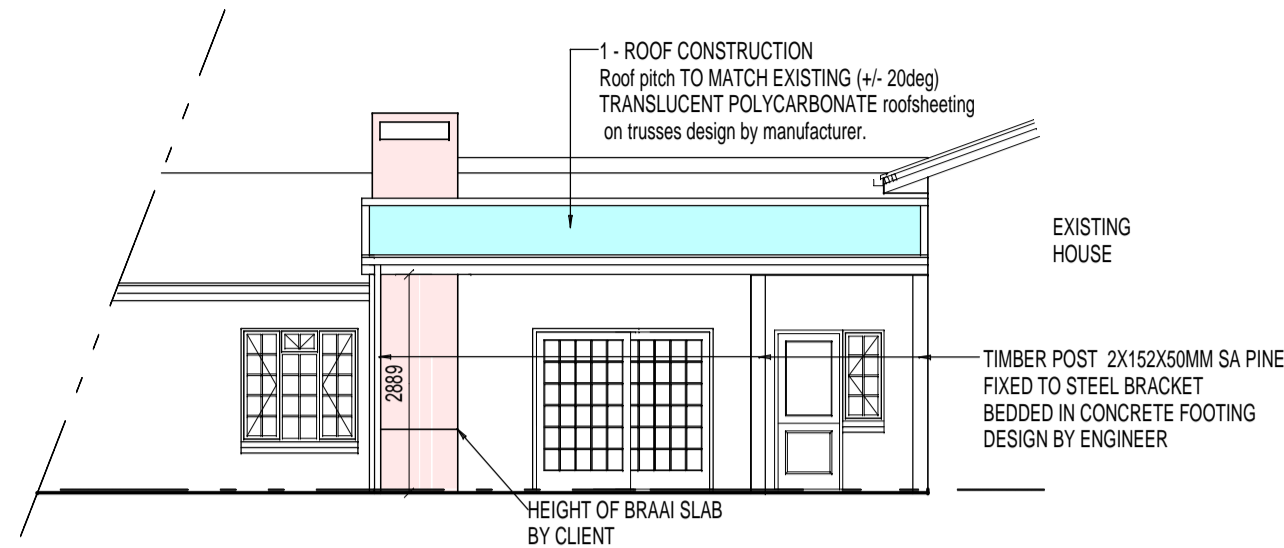 1 - ROOF CONSTRUCTION
Roof pitch TO MATCH EXISTING (+/- 20deg)
TRANSLUCENT POLYCARBONATE roofsheeting
on trusses design by manufacturer.
EXISTING
HOUSE
2889
TIMBER POST 2X152X50MM SA PINE
FIXED TO STEEL BRACKET
BEDDED IN CONCRETE FOOTING
DESIGN BY ENGINEER
HEIGHT OF BRAAI SLAB
BY CLIENT